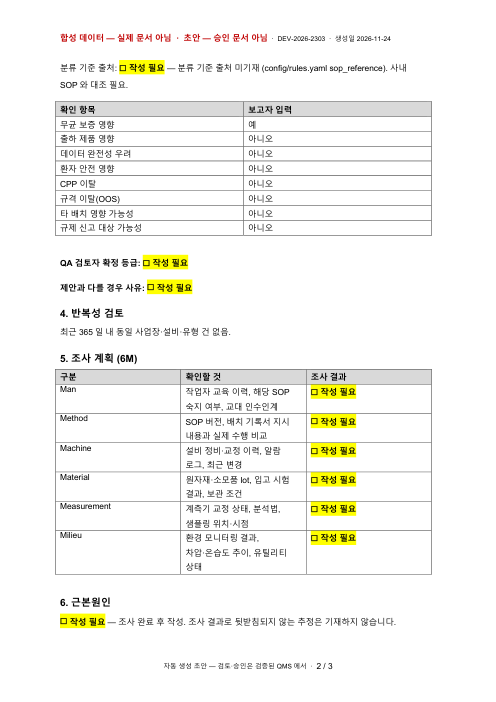 합성 데이터 — 실제 문서 아님 · 초안 — 승인 문서 아님 · DEV-2026-2303 · 생성일 2026-11-24
분류 기준 출처: ☐ 작성 필요 — 분류 기준 출처 미기재 (config/rules.yaml sop_reference). 사내
SOP 와 대조 필요.
확인 항목 보고자 입력
무균 보증 영향 예
출하 제품 영향 아니오
데이터 완전성 우려 아니오
환자 안전 영향 아니오
CPP 이탈 아니오
규격 이탈(OOS) 아니오
타 배치 영향 가능성 아니오
규제 신고 대상 가능성 아니오
QA 검토자 확정 등급: ☐ 작성 필요
제안과 다를 경우 사유: ☐ 작성 필요
4. 반복성 검토
최근 365 일 내 동일 사업장·설비·유형 건 없음.
5. 조사 계획 (6M)
구분 확인할 것 조사 결과
Man 작업자 교육 이력, 해당 SOP ☐ 작성 필요
숙지 여부, 교대 인수인계
Method SOP 버전, 배치 기록서 지시 ☐ 작성 필요
내용과 실제 수행 비교
Machine 설비 정비·교정 이력, 알람 ☐ 작성 필요
로그, 최근 변경
Material 원자재·소모품 lot, 입고 시험 ☐ 작성 필요
결과, 보관 조건
Measurement 계측기 교정 상태, 분석법, ☐ 작성 필요
샘플링 위치·시점
Milieu 환경 모니터링 결과, ☐ 작성 필요
차압·온습도 추이, 유틸리티
상태
6. 근본원인
☐ 작성 필요 — 조사 완료 후 작성. 조사 결과로 뒷받침되지 않는 추정은 기재하지 않습니다.
자동 생성 초안 — 검토·승인은 검증된 QMS 에서 · 2 / 3